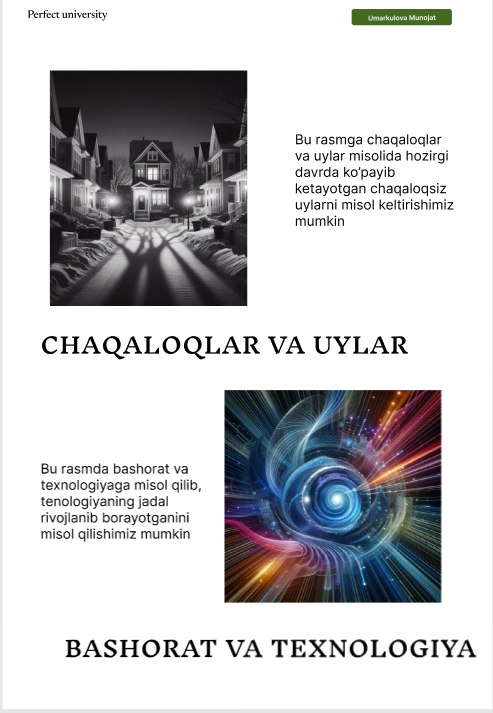 Perfect university
Umarkulova Munojat
Bu rasmga chaqaloqlar
va uylar misolida hozirgi
davrda ko'payib
ketayotgan chaqaloqsiz
uylarni misol keltirishimiz
mumkin
CHAQALOQLAR VA UYLAR
Bu rasmda bashorat va
texnologiyaga misol qilib,
tenologiyaning jadal
rivojlanib borayotganini
misol qilishimiz mumkin
BASHORAT VA TEXNOLOGIYA